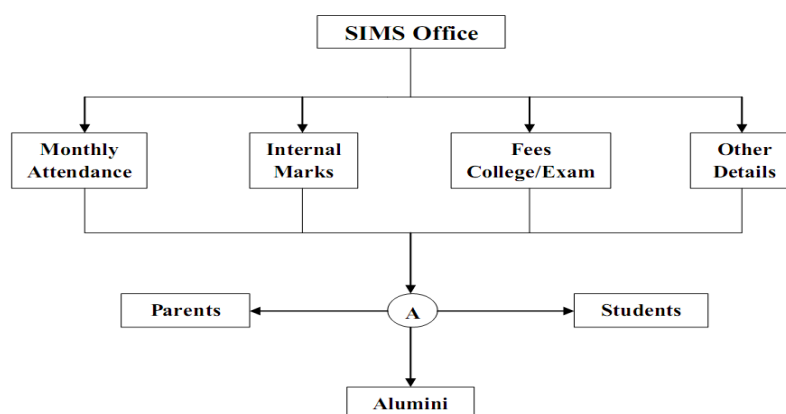 SIMS Office
Monthly
Attendance
Internal
Marks
Fees
College/Exam
Other
Details
Parents
A
Students
Alumini